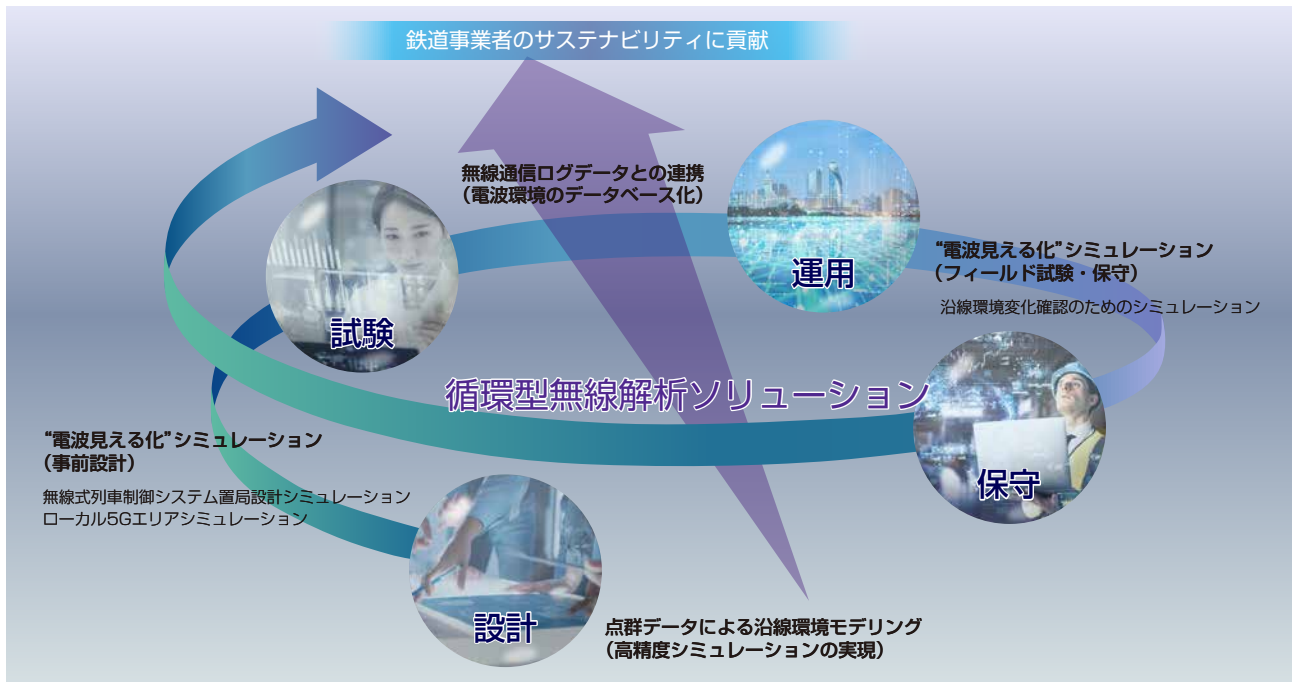 鉄道事業者のサステナビリティに貢献
無線通信ログデータとの連携
（電波環境のデータベース化）
運用
“電波見える化”シミュレーション
（フィールド試験・保守）
沿線環境変化確認のためのシミュレーション
試験
循環型無線解析ソリューション
“電波見える化”シミュレーション
（事前設計）
無線式列車制御システム置局設計シミュレーション
ローカル5Gエリアシミュレーション
保守
設計
点群データによる沿線環境モデリング
（高精度シミュレーションの実現）